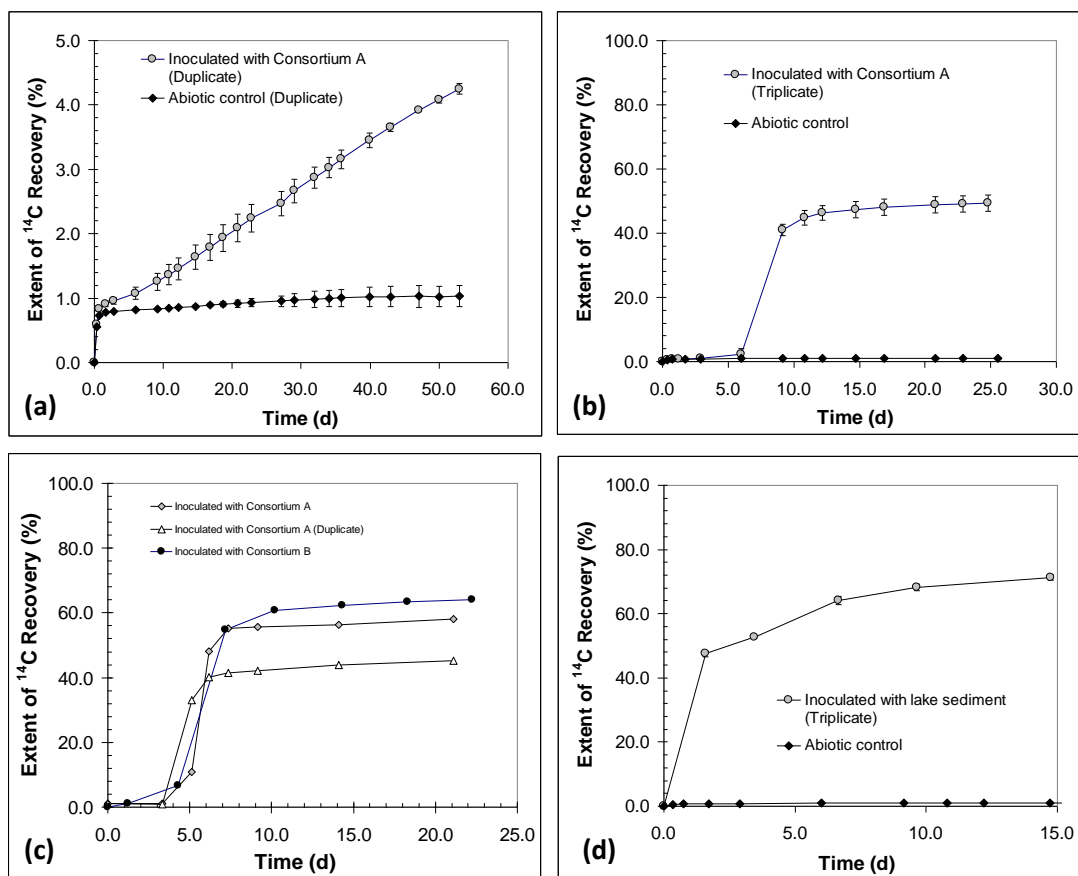 5.0
4.0
3.0
2.0
1.0
0.0
Extent of ¹⁴C Recovery (%)
Inoculated with Consortium A
(Duplicate)
Abiotic control (Duplicate)
0.0 10.0 20.0 30.0 40.0 50.0 60.0
Time (d)
(a)
100.0
80.0
60.0
40.0
20.0
0.0
Extent of ¹⁴C Recovery (%)
Inoculated with Consortium A
(Triplicate)
Abiotic control
0.0 5.0 10.0 15.0 20.0 25.0 30.0
Time (d)
(b)
100.0
80.0
60.0
40.0
20.0
0.0
Extent of ¹⁴C Recovery (%)
Inoculated with Consortium A
Inoculated with Consortium A (Duplicate)
Inoculated with Consortium B
0.0 5.0 10.0 15.0 20.0 25.0
Time (d)
(c)
100.0
80.0
60.0
40.0
20.0
0.0
Extent of ¹⁴C Recovery (%)
Inoculated with lake sediment
(Triplicate)
Abiotic control
0.0 5.0 10.0 15.0
Time (d)
(d)